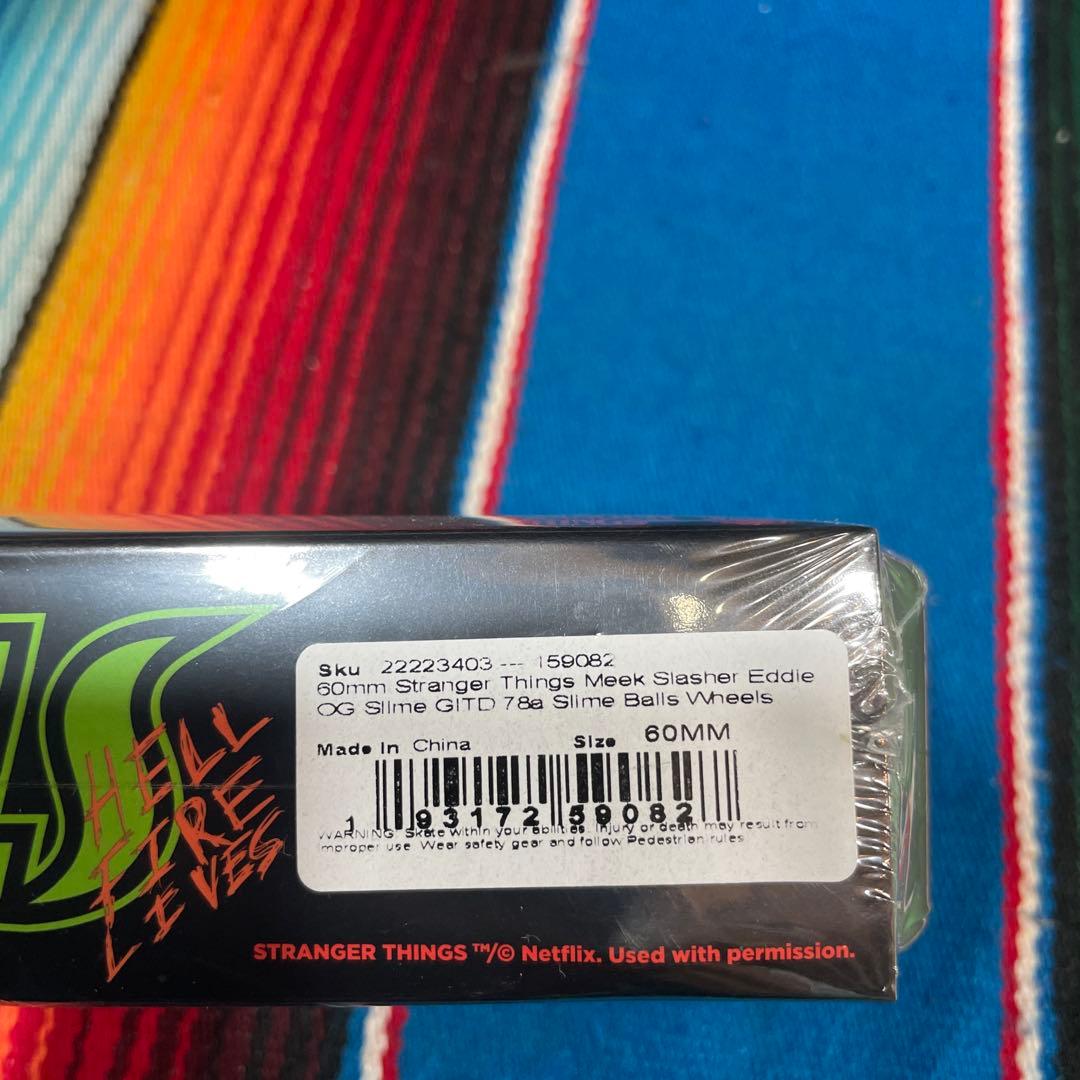 Sku 22223403 --- 159082
60mm Stranger Things Meek Slasher Eddie
OG Slime GITD 78a Slime Balls Wheels
Made In China Size 60MM
1 93172 59082
WARNING: Skate within your abilities. Injury or death may result from
improper use. Wear safety gear and follow Pedestrian rules
S
HELL
FIRE
LIVES
STRANGER THINGS ™/© Netflix. Used with permission.